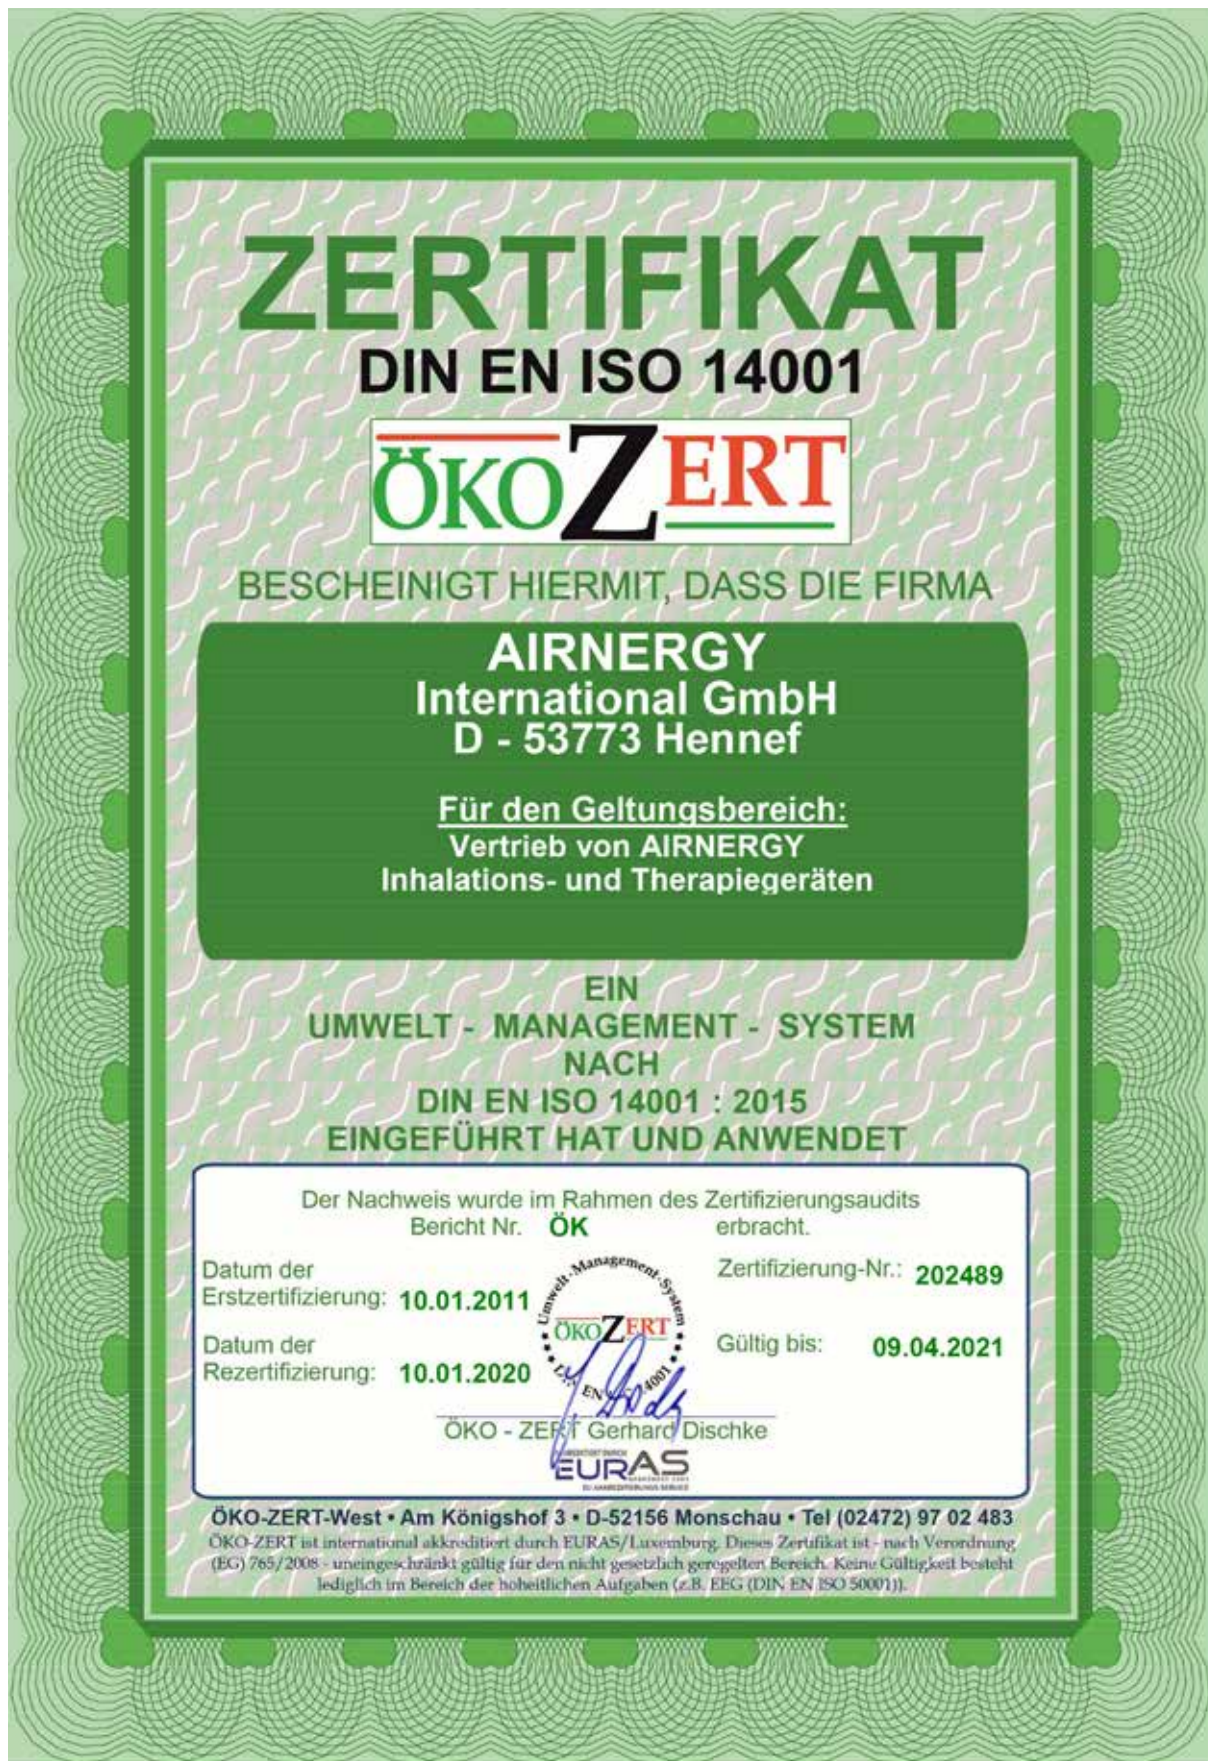 ZERTIFIKAT
DIN EN ISO 14001
ÖKOZERT
BESCHEINIGT HIERMIT, DASS DIE FIRMA
AIRNERGY
International GmbH
D - 53773 Hennef
Für den Geltungsbereich:
Vertrieb von AIRNERGY
Inhalations- und Therapiegeräten
EIN
UMWELT - MANAGEMENT - SYSTEM
NACH
DIN EN ISO 14001 : 2015
EINGEFÜHRT HAT UND ANWENDET
Der Nachweis wurde im Rahmen des Zertifizierungsaudits
Bericht Nr. ÖK erbracht.
Datum der
Erstzertifizierung: 10.01.2011
Zertifizierung-Nr.: 202489
Datum der
Rezertifizierung: 10.01.2020
Gültig bis: 09.04.2021
Umwelt-Management-System
ÖKOZERT
EN 14001
ÖKO - ZERT Gerhard Dischke
EURAS
ÖKO-ZERT-West • Am Königshof 3 • D-52156 Monschau • Tel (02472) 97 02 483
ÖKO-ZERT ist international akkreditiert durch EURAS/Luxemburg. Dieses Zertifikat ist - nach Verordnung
(EG) 765/2008 - uneingeschränkt gültig für den nicht gesetzlich geregelten Bereich. Keine Gültigkeit besteht
lediglich im Bereich der hoheitlichen Aufgaben (z.B. EEG (DIN EN ISO 50001)).